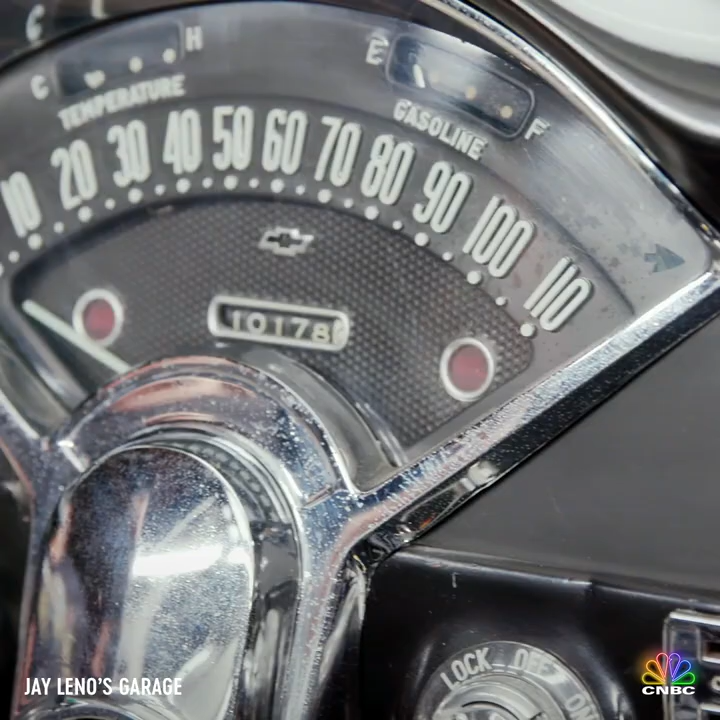 C H
TEMPERATURE
E F
GASOLINE
10 20 30 40 50 60 70 80 90 100 110
10178
LOCK OFF
JAY LENO'S GARAGE
CNBC